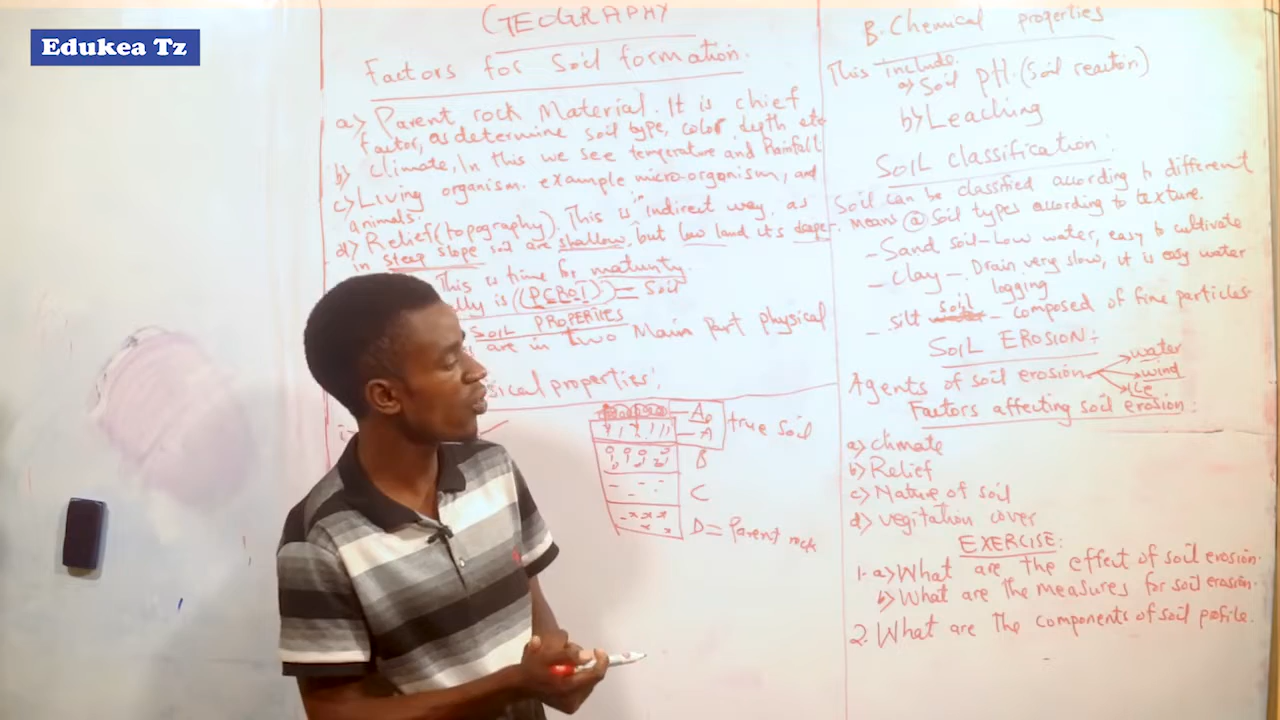 Edukea Tz
GEOGRAPHY
Factors for Soil formation.
a) Parent rock Material. It is chief
factor, as determine soil type, color, depth etc
b) Climate, In this we see temperature and Rainfall
c) Living organism. example micro-orgonism, and
animals.
d) Relief (topography). This is in indirect way, as
in steep slope soil are shallow, but low land it's deeper.
This is time for maturity.
is (PCROT) = Soil
SOIL PROPERTIES
are in two Main part physical
sical properties.
A₀
A
true soil
B
C
D = Parent rock
B. Chemical properties
This include.
a) Soil pH. (Soil reaction)
b) Leaching
SOIL classification:
Soil can be classified according to different
means @ Soil types according to texture.
- Sand soil - Low water, easy to cultivate
- Clay - Drain very slow, it is easy water
logging
- Silt soil - composed of fine particles
SOIL EROSION:
Agents of soil erosion
water
wind
Ice
Factors affecting soil erosion:
a) climate
b) Relief
c) Nature of soil
d) vegitation cover
EXERCISE:
1. a) What are the effect of soil erosion.
b) What are the measures for soil erosion.
2. What are the components of soil profile.